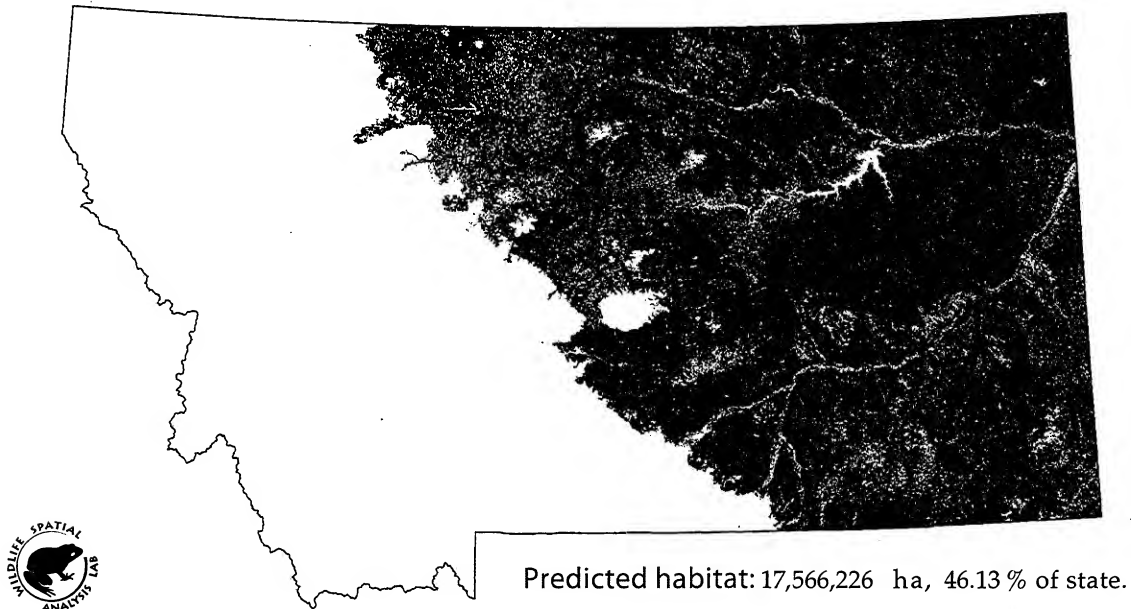 WILDLIFE SPATIAL
ANALYSIS LAB
Predicted habitat: 17,566,226 ha, 46.13 % of state.